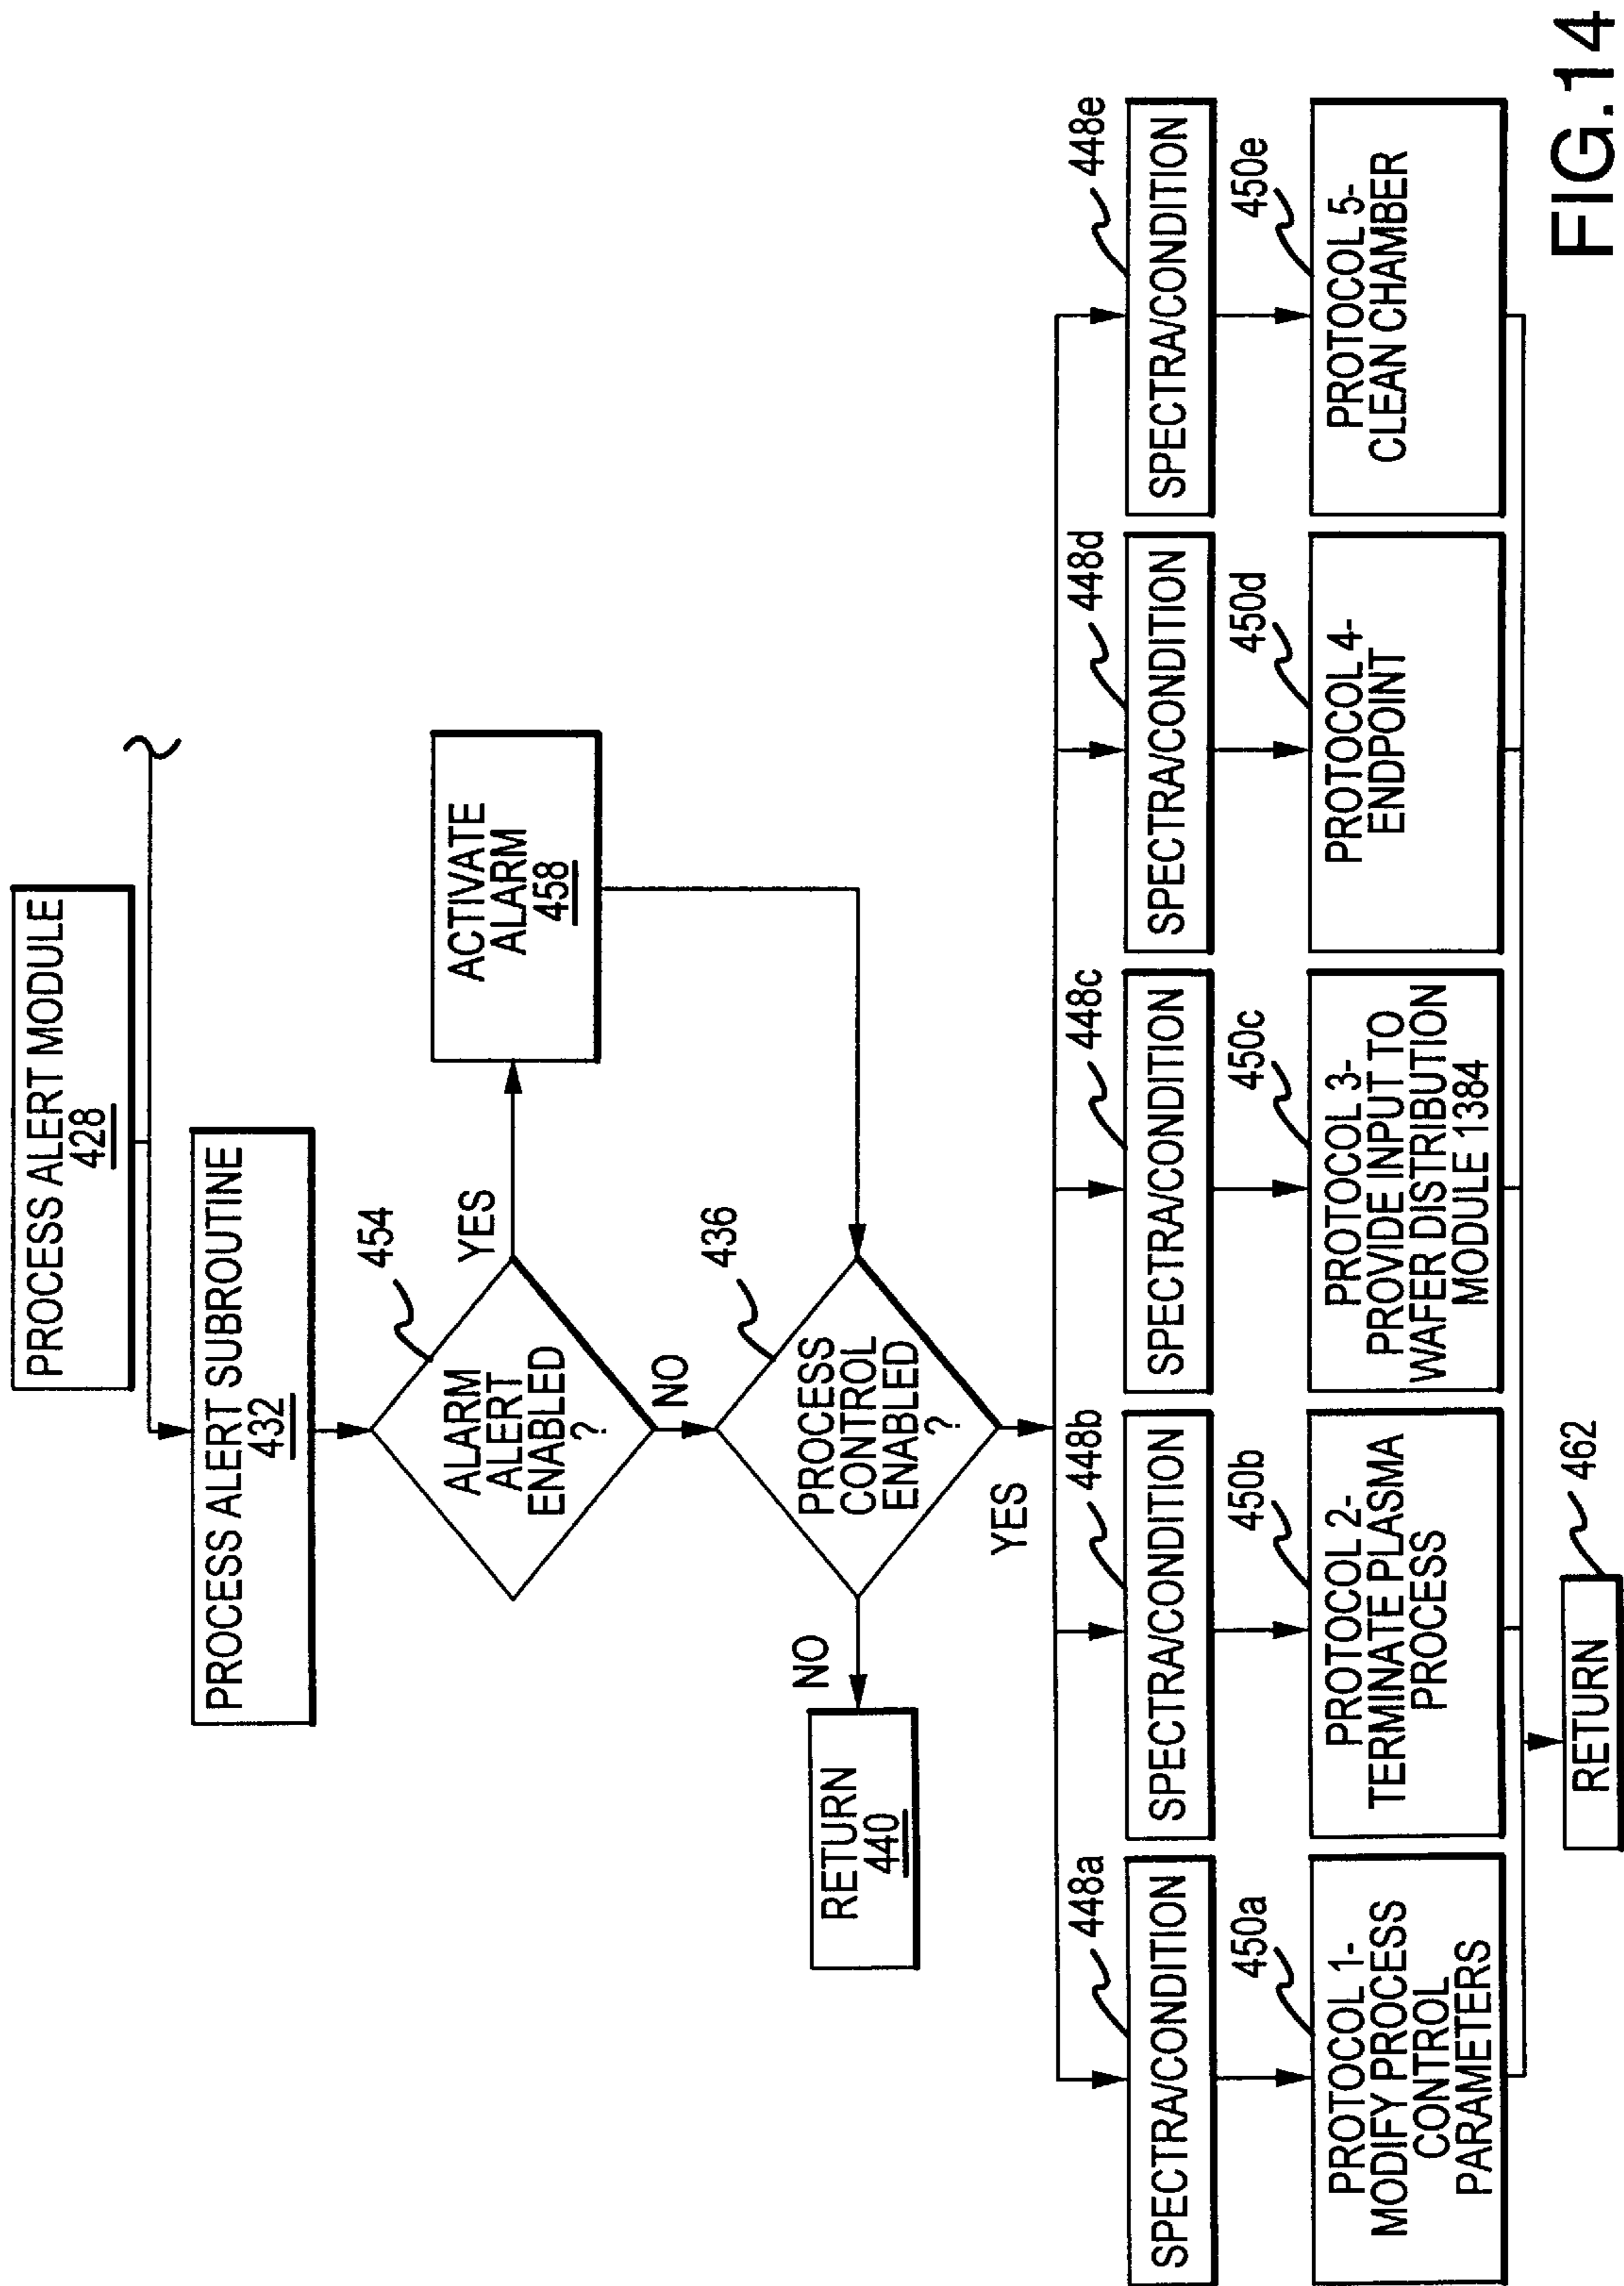 PROCESS ALERT MODULE
428
PROCESS ALERT SUBROUTINE
432
454
ALARM
ALERT
ENABLED
?
YES
ACTIVATE
ALARM
458
NO
436
PROCESS
CONTROL
ENABLED
?
NO
RETURN
440
YES
448a
SPECTRA/CONDITION
448b
SPECTRA/CONDITION
448c
SPECTRA/CONDITION
448d
SPECTRA/CONDITION
448e
SPECTRA/CONDITION
450a
PROTOCOL 1-
MODIFY PROCESS
CONTROL
PARAMETERS
450b
PROTOCOL 2-
TERMINATE PLASMA
PROCESS
450c
PROTOCOL 3-
PROVIDE INPUT TO
WAFER DISTRIBUTION
MODULE 1384
450d
PROTOCOL 4-
ENDPOINT
450e
PROTOCOL 5-
CLEAN CHAMBER
RETURN
462
FIG.14